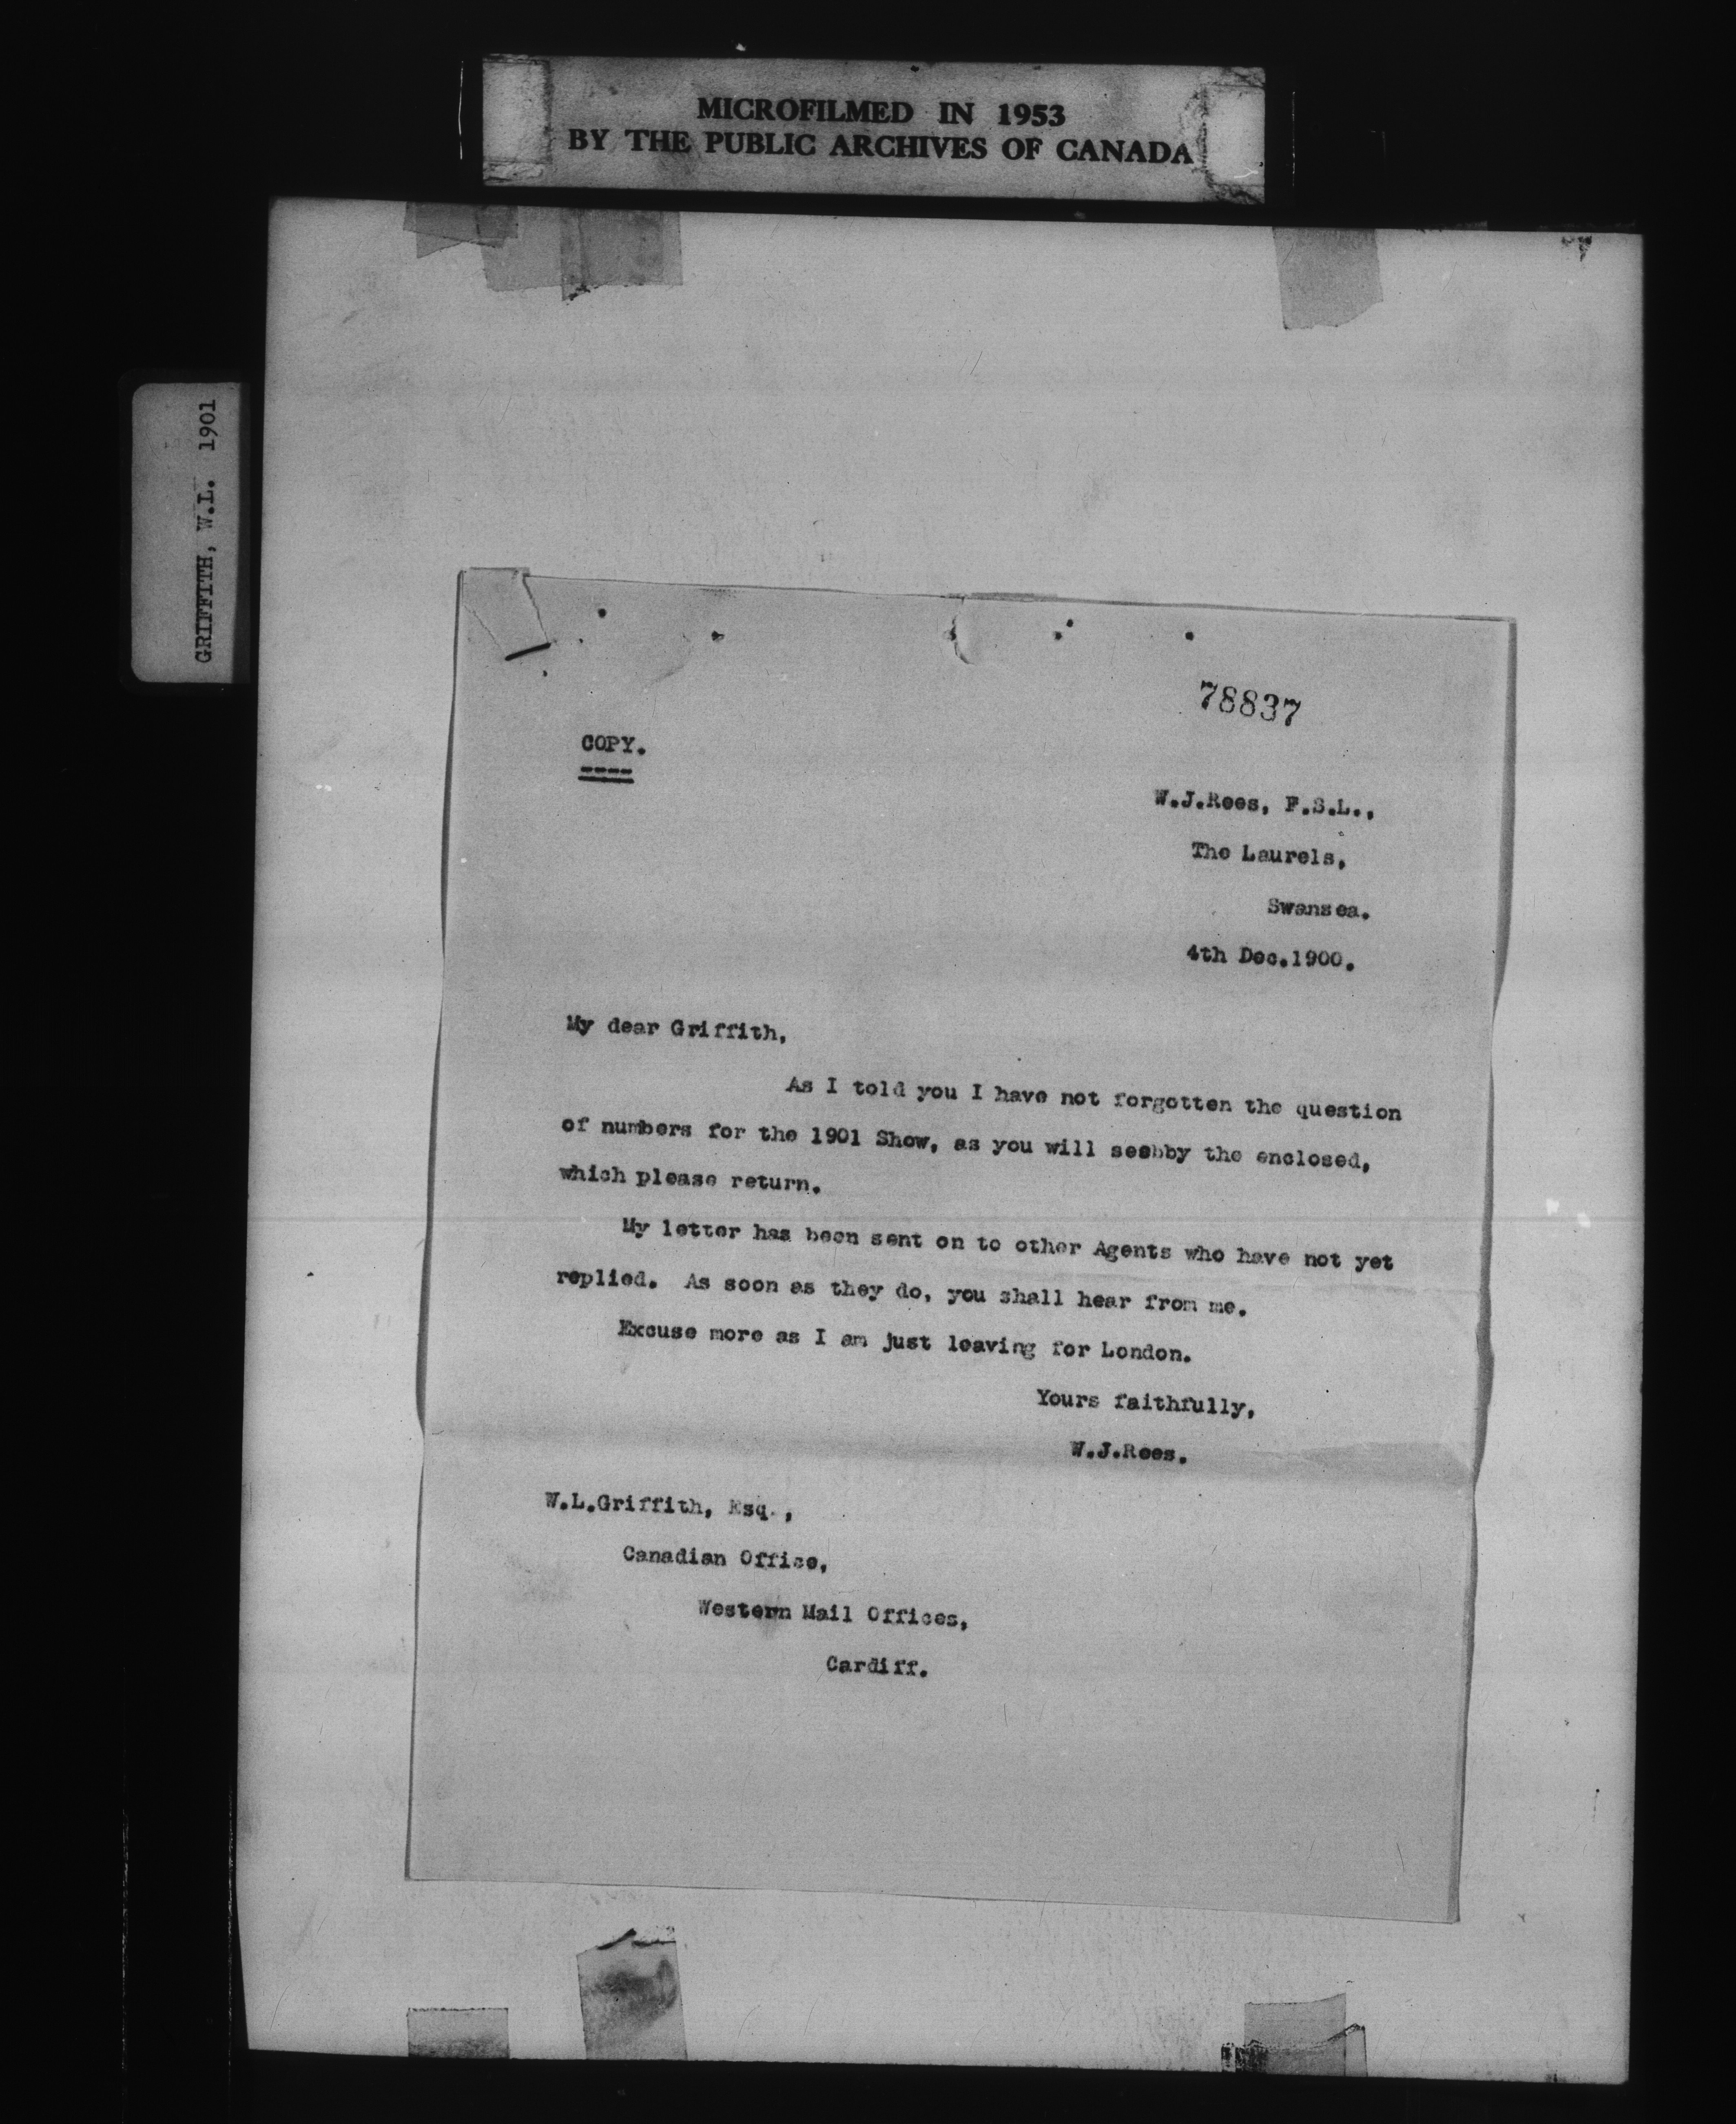 MICROFILMED IN 1953
BY THE PUBLIC ARCHIVES OF CANADA
GRIFFITH, W.L. 1901
78837
COPY.
W.J.Rees, F.S.L.,
The Laurels,
Swansea.
4th Dec.1900.
My dear Griffith,
As I told you I have not forgotten the question
of numbers for the 1901 Show, as you will seebby the enclosed,
which please return.
My letter has been sent on to other Agents who have not yet
replied. As soon as they do, you shall hear from me.
Excuse more as I am just leaving for London.
Yours faithfully,
W.J.Rees.
W.L.Griffith, Esq.,
Canadian Office,
Western Mail Offices,
Cardiff.